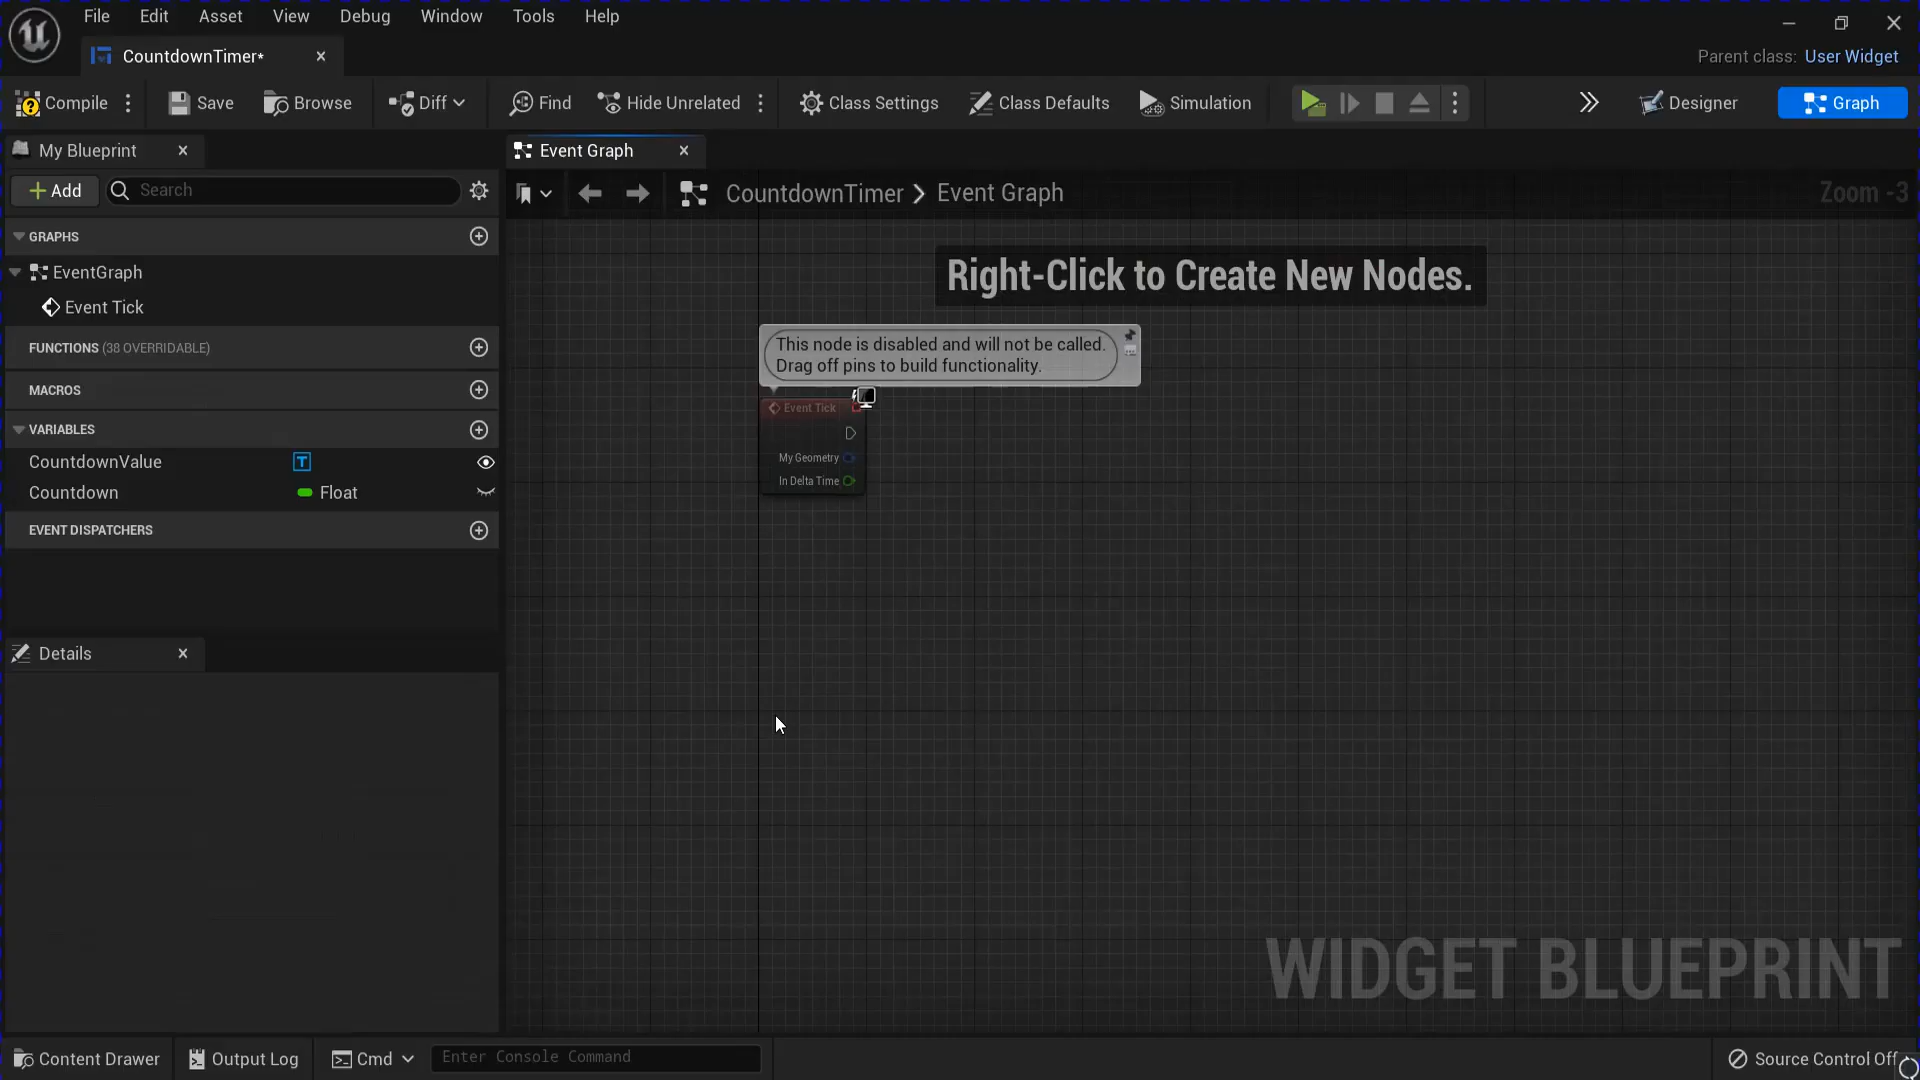 File Edit Asset View Debug Window Tools Help
CountdownTimer*
Parent class: User Widget
Compile Save Browse Diff Find Hide Unrelated Class Settings Class Defaults Simulation Designer Graph
My Blueprint
Event Graph
Add Search
CountdownTimer > Event Graph
Zoom -3
GRAPHS
EventGraph
Event Tick
FUNCTIONS (38 OVERRIDABLE)
MACROS
VARIABLES
CountdownValue T
Countdown Float
EVENT DISPATCHERS
Details
Right-Click to Create New Nodes.
This node is disabled and will not be called.
Drag off pins to build functionality.
Event Tick
My Geometry
In Delta Time
WIDGET BLUEPRINT
Content Drawer Output Log Cmd Enter Console Command Source Control Off